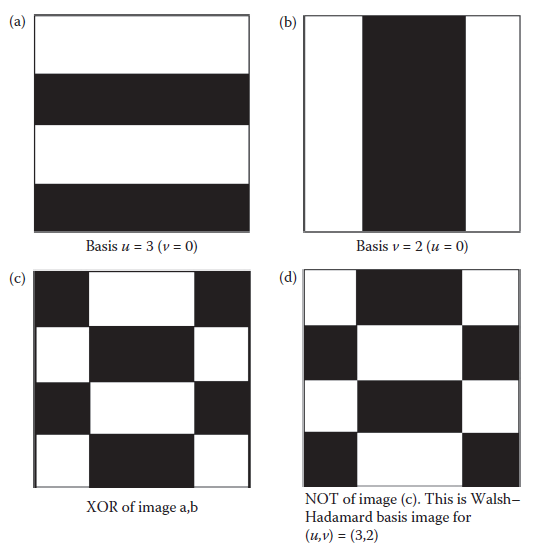 (a)
(b)
Basis u = 3 (v = 0)
Basis v = 2 (u = 0)
(c)
(d)
XOR of image a,b
NOT of image (c). This is Walsh–
Hadamard basis image for
(u,v) = (3,2)